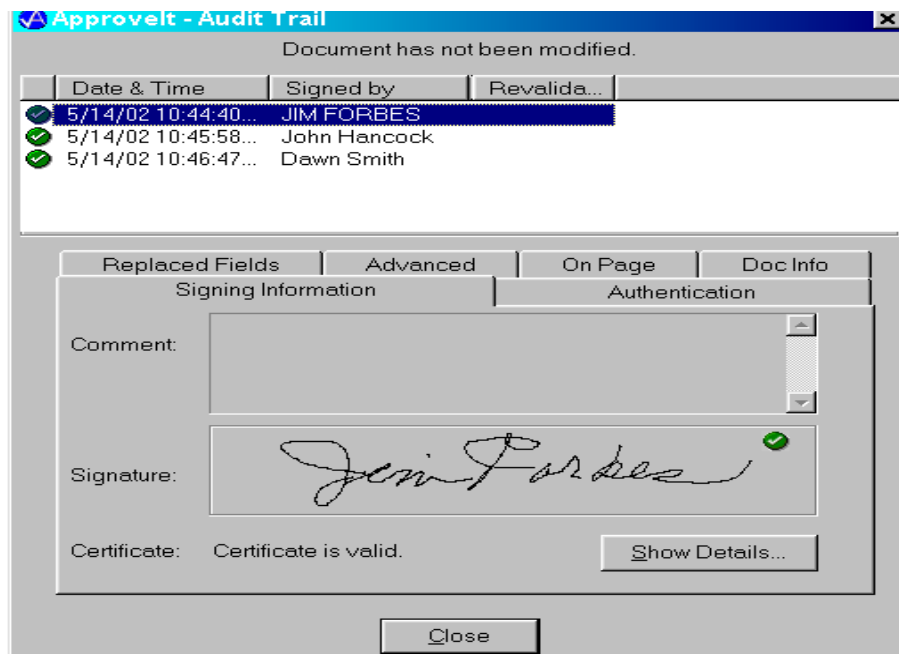 ApproveIt - Audit Trail
Document has not been modified.
Date & Time Signed by Revalida...
5/14/02 10:44:40... JIM FORBES
5/14/02 10:45:58... John Hancock
5/14/02 10:46:47... Dawn Smith
Replaced Fields Advanced On Page Doc Info
Signing Information Authentication
Comment:
Signature: Jim Forbes
Certificate: Certificate is valid. Show Details...
Close